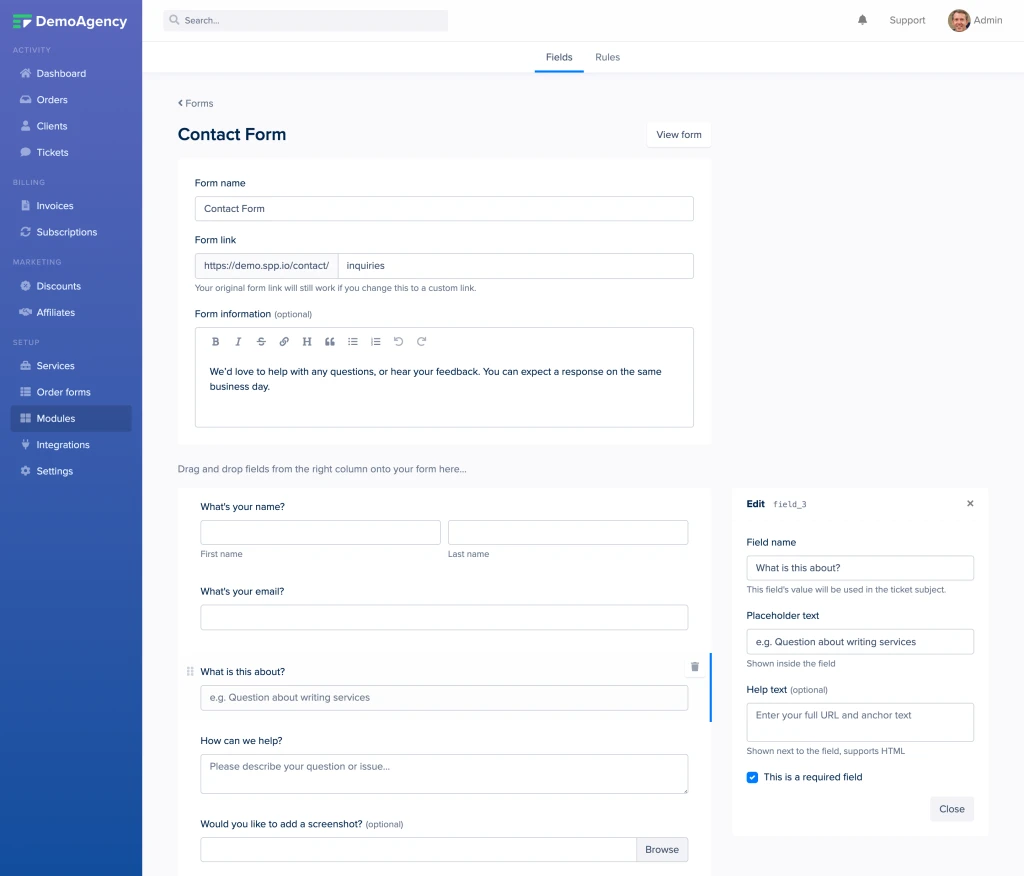 DemoAgency
Search...
Support
Admin
ACTIVITY
Dashboard
Orders
Clients
Tickets
BILLING
Invoices
Subscriptions
MARKETING
Discounts
Affiliates
SETUP
Services
Order forms
Modules
Integrations
Settings
Fields
Rules
Forms
Contact Form
View form
Form name
Contact Form
Form link
https://demo.spp.io/contact/
inquiries
Your original form link will still work if you change this to a custom link.
Form information (optional)
B I S H
We'd love to help with any questions, or hear your feedback. You can expect a response on the same
business day.
Drag and drop fields from the right column onto your form here...
What's your name?
First name
Last name
What's your email?
What is this about?
e.g. Question about writing services
How can we help?
Please describe your question or issue...
Would you like to add a screenshot? (optional)
Browse
Edit field_3
Field name
What is this about?
This field's value will be used in the ticket subject.
Placeholder text
e.g. Question about writing services
Shown inside the field
Help text (optional)
Enter your full URL and anchor text
Shown next to the field, supports HTML
This is a required field
Close